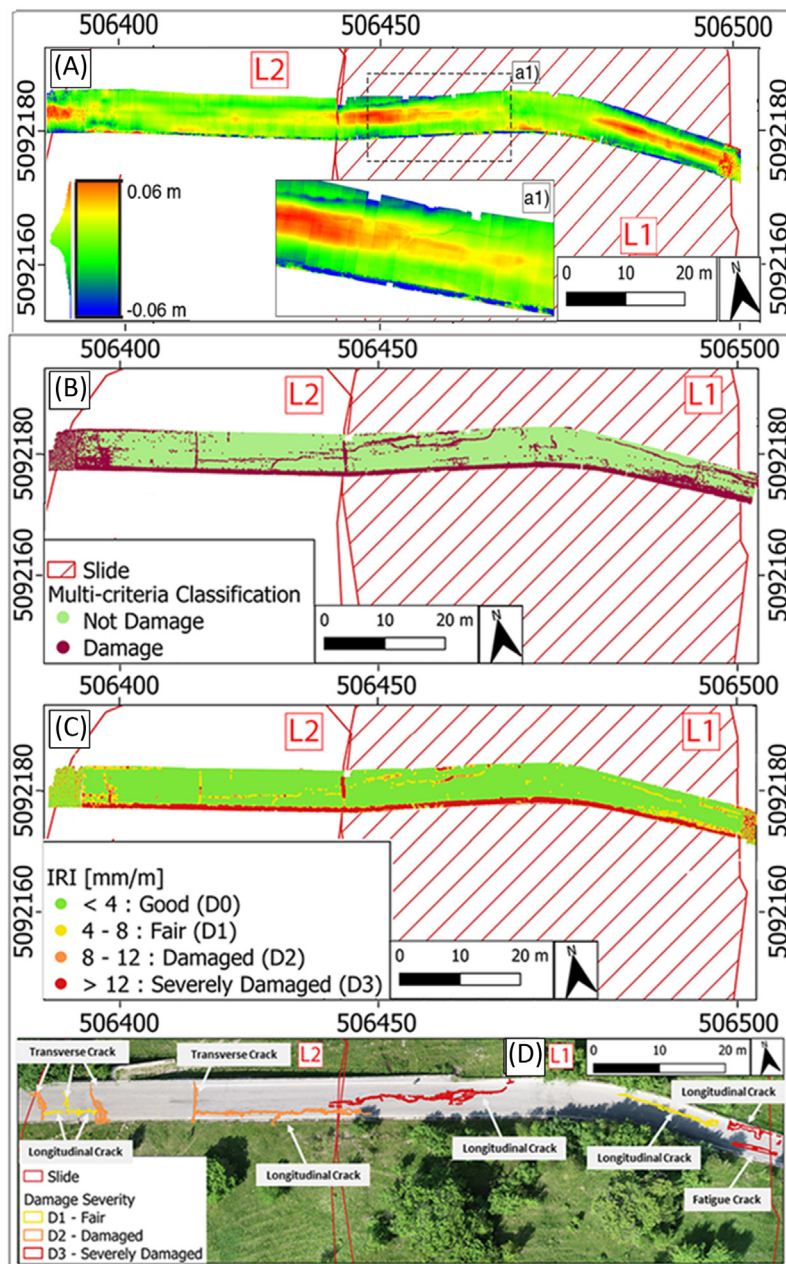 506400
506450
506500
(A)
L2
a1)
5092180
5092180
0.06 m
a1)
-0.06 m
L1
5092160
5092160
0 10 20 m
N
506400
506450
506500
(B)
L2
L1
5092180
5092180
5092160
5092160
Slide
Multi-criteria Classification
Not Damage
Damage
0 10 20 m
N
506400
506450
506500
(C)
L2
L1
5092180
5092180
5092160
5092160
IRI [mm/m]
< 4 : Good (D0)
4 - 8 : Fair (D1)
8 - 12 : Damaged (D2)
> 12 : Severely Damaged (D3)
0 10 20 m
N
506400
506450
506500
Transverse Crack
Transverse Crack
L2
(D)
L1
0 10 20 m
N
Longitudinal Crack
Longitudinal Crack
Longitudinal Crack
Longitudinal Crack
Longitudinal Crack
Fatigue Crack
Slide
Damage Severity
D1 - Fair
D2 - Damaged
D3 - Severely Damaged